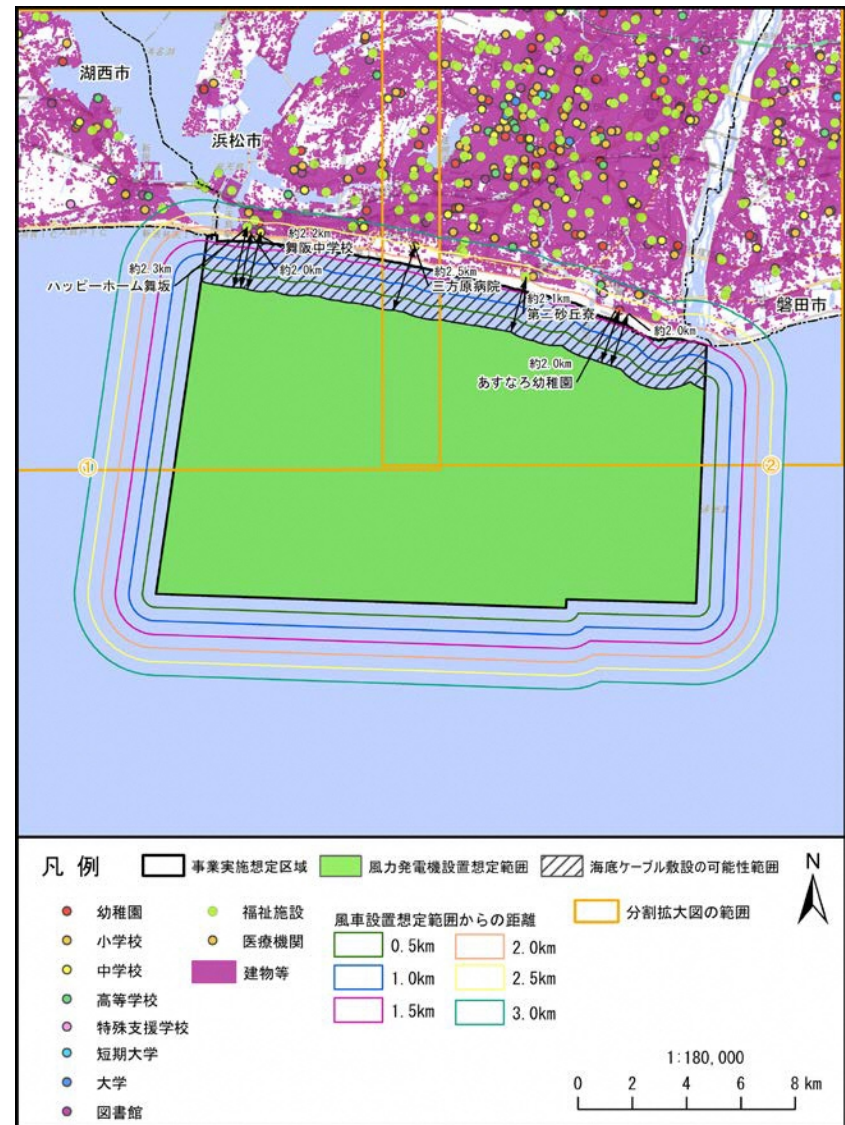 湖西市
浜松市
約2.2km
舞阪中学校
約2.3km
ハッピーホーム舞坂
約2.0km
約2.5km
三方原病院
約2.1km
第二砂丘寮
約2.0km
磐田市
約2.0km
あすなろ幼稚園
①
②
凡 例
事業実施想定区域
風力発電機設置想定範囲
海底ケーブル敷設の可能性範囲
N
幼稚園
小学校
中学校
高等学校
特殊支援学校
短期大学
大学
図書館
福祉施設
医療機関
建物等
風車設置想定範囲からの距離
0.5km
1.0km
1.5km
2.0km
2.5km
3.0km
分割拡大図の範囲
1:180,000
0 2 4 6 8 km